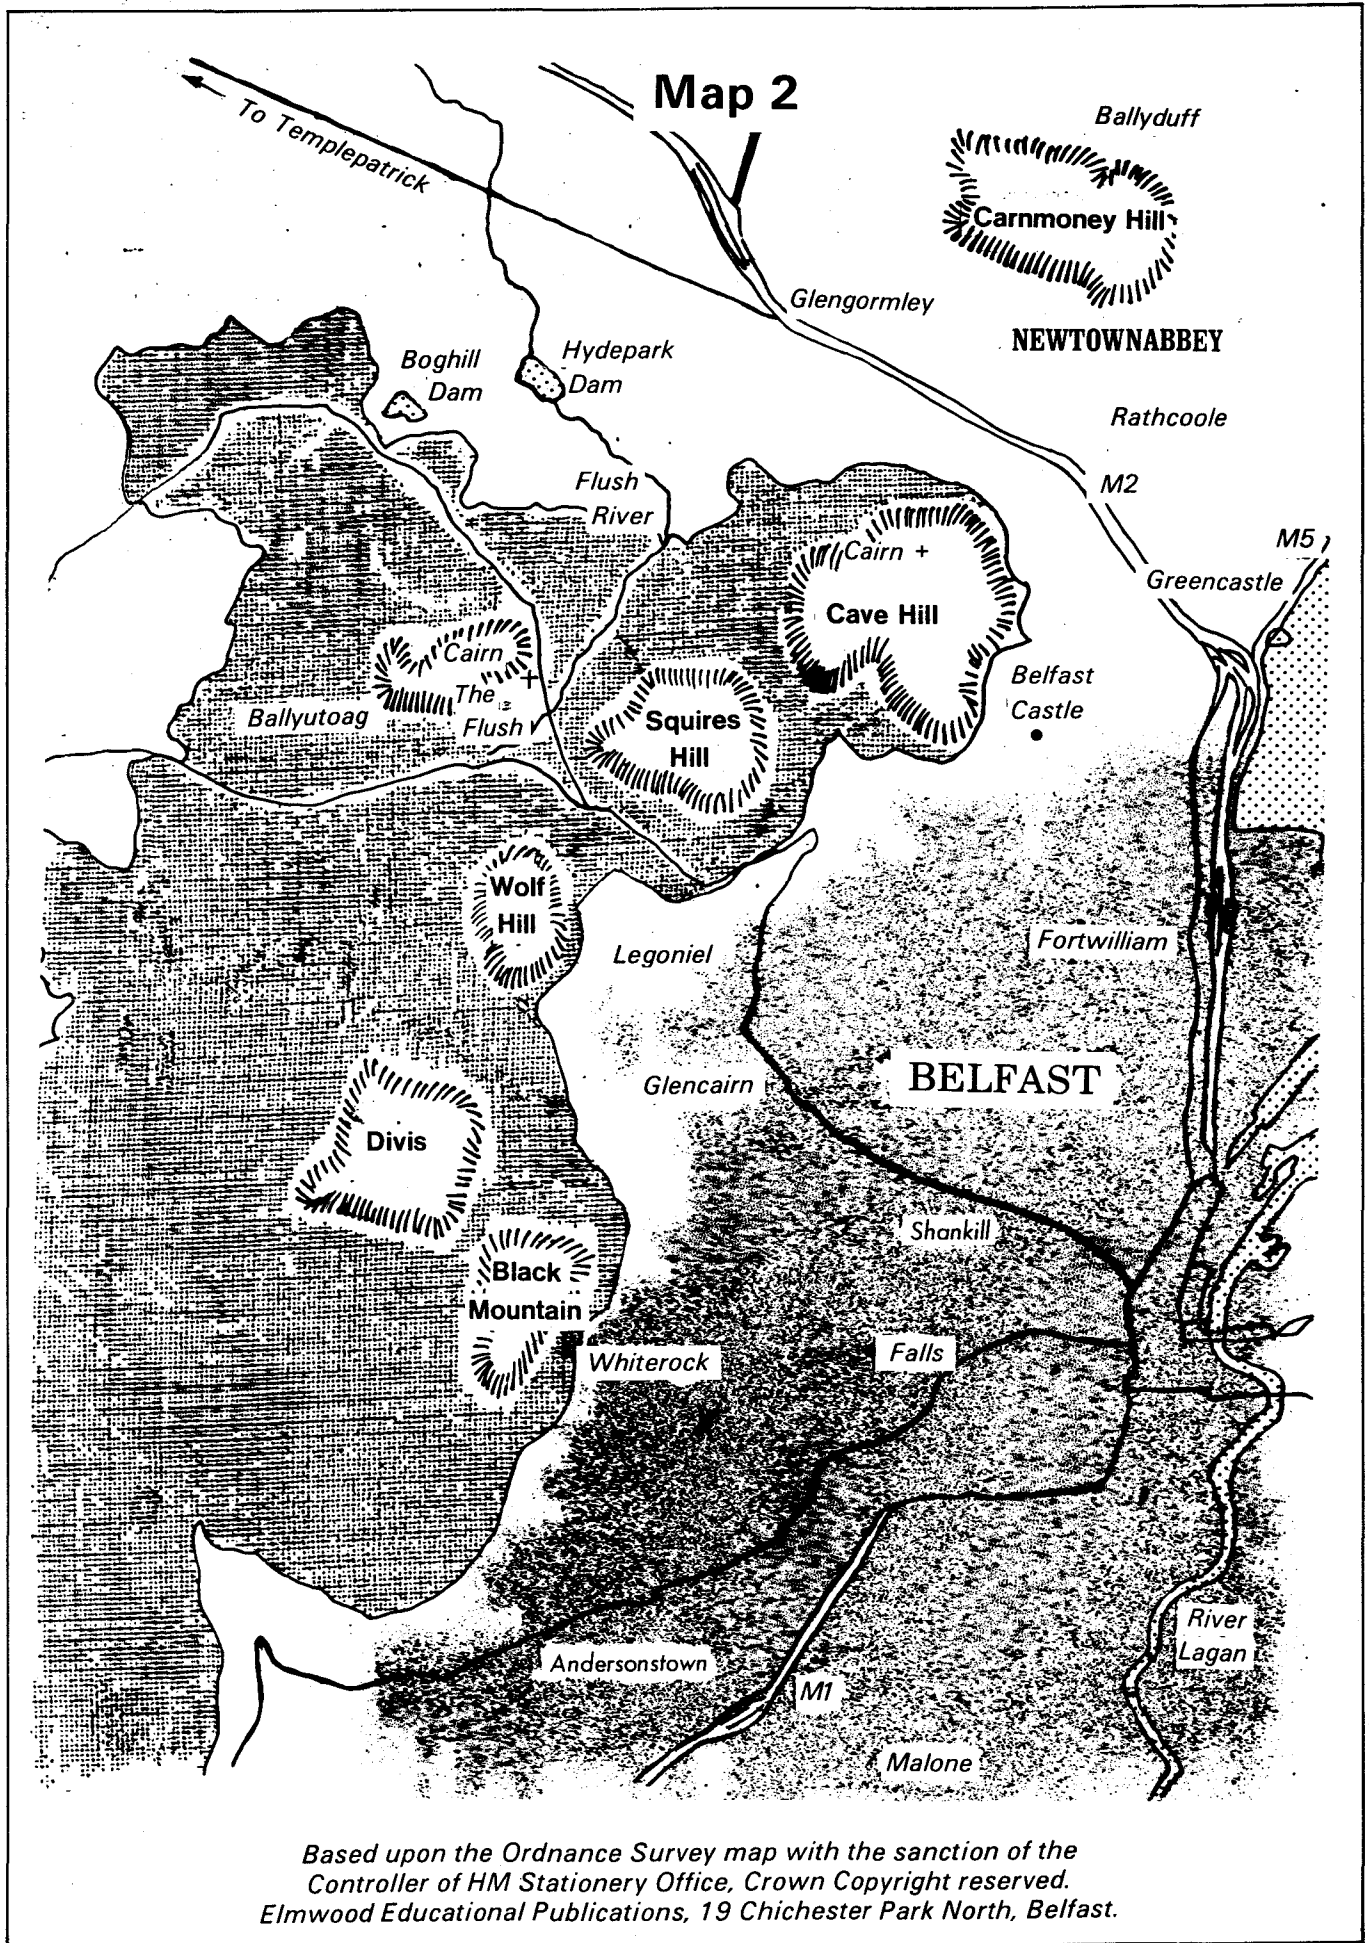 Map 2
To Templepatrick
Ballyduff
Carnmoney Hill
Glengormley
NEWTOWNABBEY
Boghill
Dam
Hydepark
Dam
Rathcoole
Flush
River
M2
M5
Cairn +
Greencastle
Cave Hill
Cairn
+
Belfast
Castle
The
Flush
Ballyutoag
Squires
Hill
Wolf
Hill
Legoniel
Fortwilliam
Glencairn
BELFAST
Divis
Shankill
Black
Mountain
Whiterock
Falls
River
Lagan
Andersonstown
M1
Malone
Based upon the Ordnance Survey map with the sanction of the
Controller of HM Stationery Office, Crown Copyright reserved.
Elmwood Educational Publications, 19 Chichester Park North, Belfast.